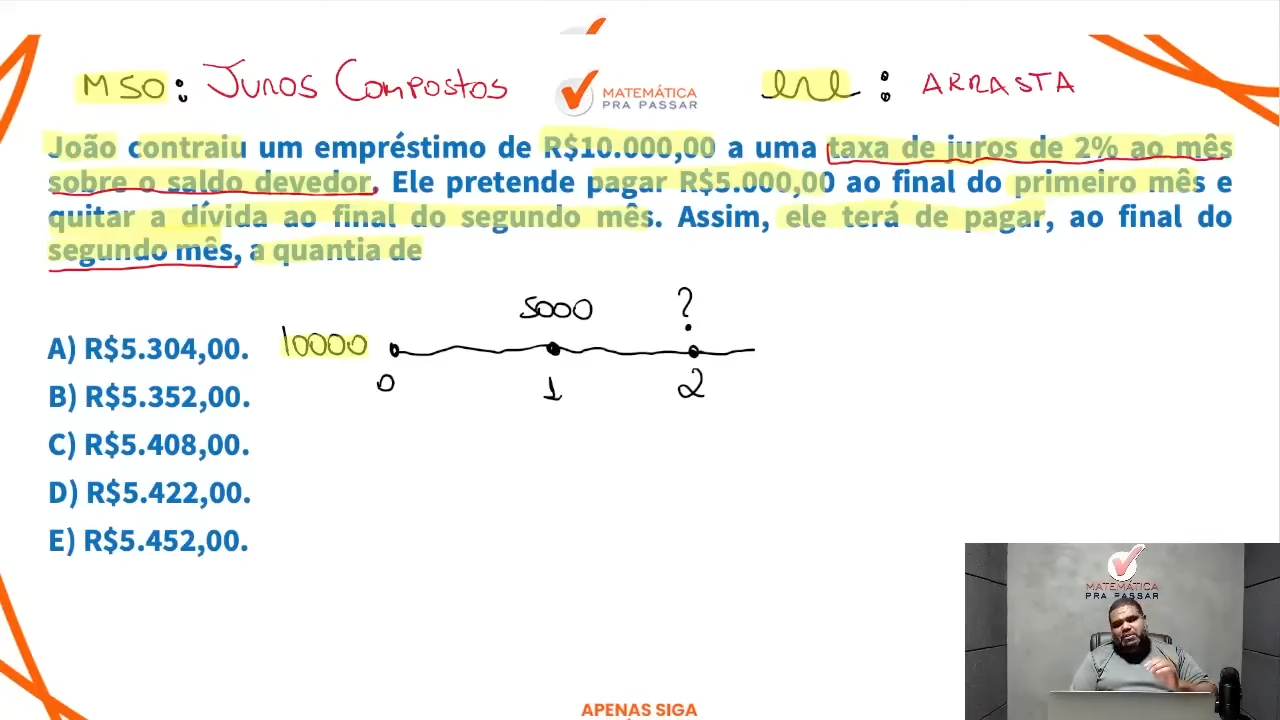 MSO: Juros Compostos
MATEMÁTICA
PRA PASSAR
: ARRASTA
João contraiu um empréstimo de R$10.000,00 a uma taxa de juros de 2% ao mês
sobre o saldo devedor. Ele pretende pagar R$5.000,00 ao final do primeiro mês e
quitar a dívida ao final do segundo mês. Assim, ele terá de pagar, ao final do
segundo mês, a quantia de
5000 ?
A) R$5.304,00.
10000
0 1 2
B) R$5.352,00.
C) R$5.408,00.
D) R$5.422,00.
E) R$5.452,00.
MATEMÁTICA
PRA PASSAR
APENAS SIGA